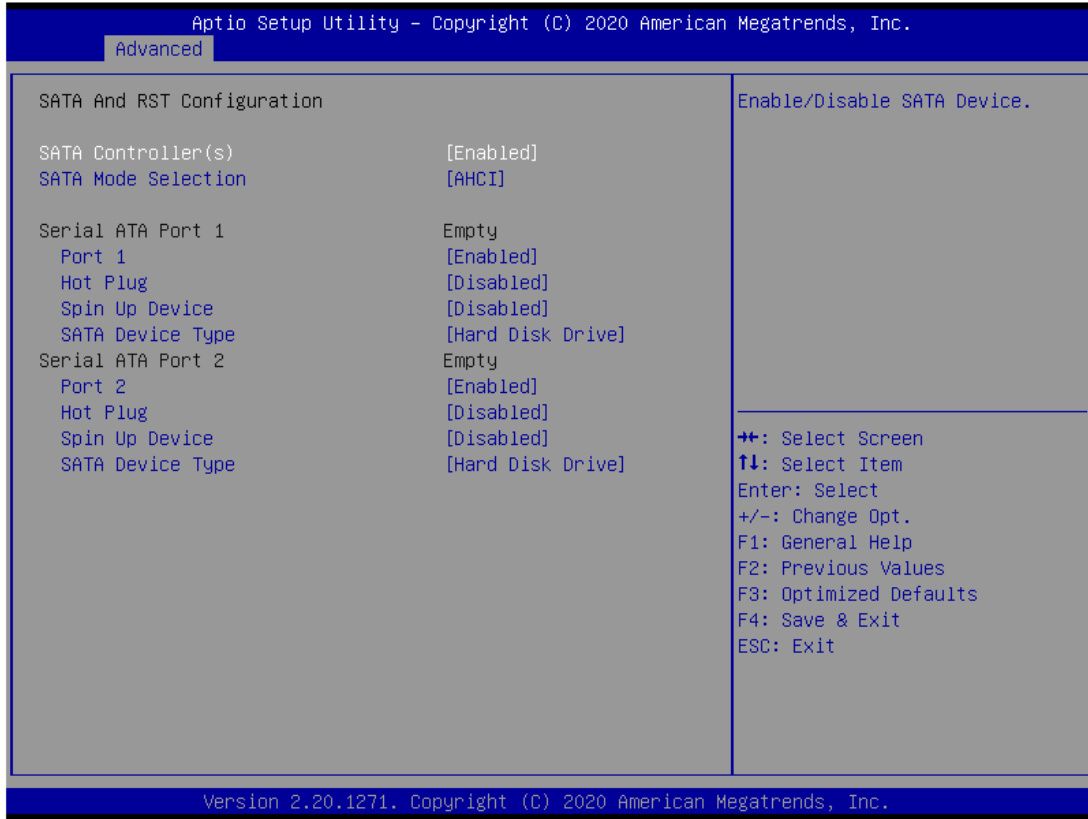 Aptio Setup Utility – Copyright (C) 2020 American Megatrends, Inc.
Advanced
SATA And RST Configuration
SATA Controller(s) [Enabled]
SATA Mode Selection [AHCI]
Serial ATA Port 1 Empty
Port 1 [Enabled]
Hot Plug [Disabled]
Spin Up Device [Disabled]
SATA Device Type [Hard Disk Drive]
Serial ATA Port 2 Empty
Port 2 [Enabled]
Hot Plug [Disabled]
Spin Up Device [Disabled]
SATA Device Type [Hard Disk Drive]
Enable/Disable SATA Device.
→←: Select Screen
↑↓: Select Item
Enter: Select
+/-: Change Opt.
F1: General Help
F2: Previous Values
F3: Optimized Defaults
F4: Save & Exit
ESC: Exit
Version 2.20.1271. Copyright (C) 2020 American Megatrends, Inc.